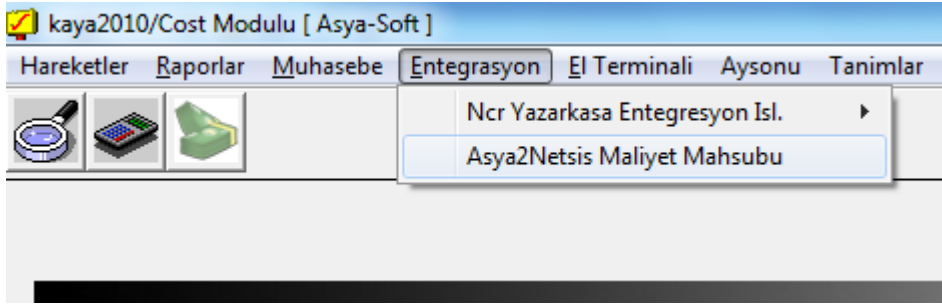 kaya2010/Cost Modulu [ Asya-Soft ]
Hareketler Raporlar Muhasebe Entegrasyon El Terminali Aysonu Tanimlar
Ncr Yazarkasa Entegresyon Isl.
Asya2Netsis Maliyet Mahsubu